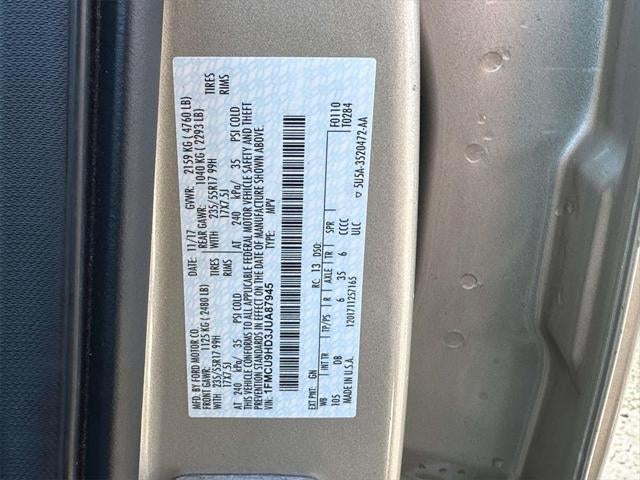 MFD. BY FORD MOTOR CO.
DATE: 11/17 GVWR: 2159 KG ( 4760 LB)
FRONT GAWR: 1125 KG ( 2480 LB) REAR GAWR: 1040 KG ( 2293 LB)
WITH 235/55R17 99H TIRES WITH 235/55R17 99H TIRES
17X7.5J RIMS 17X7.5J RIMS
AT 240 kPa/ 35 PSI COLD AT 240 kPa/ 35 PSI COLD
THIS VEHICLE CONFORMS TO ALL APPLICABLE FEDERAL MOTOR VEHICLE SAFETY AND THEFT
PREVENTION STANDARDS IN EFFECT ON THE DATE OF MANUFACTURE SHOWN ABOVE.
VIN: 1FMCU9HD3JUA87945 TYPE: MPV
F0110
T0284
EXT PNT: GN RC: 13 DSO:
WB INT TR TP/PS R AXLE TR SPR
105 DB 6 35 6 CCCC
ULC
1201711257165
5U5A-3520472-AA